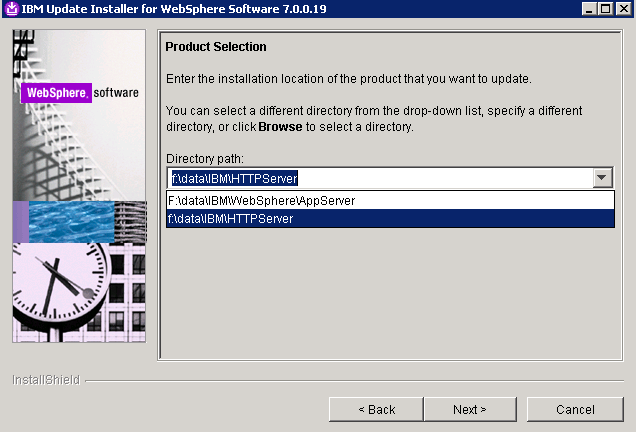 IBM Update Installer for WebSphere Software 7.0.0.19
WebSphere. software
Product Selection
Enter the installation location of the product that you want to update.
You can select a different directory from the drop-down list, specify a different
directory, or click Browse to select a directory.
Directory path:
f:\data\IBM\HTTPServer
F:\data\IBM\WebSphere\AppServer
f:\data\IBM\HTTPServer
InstallShield
< Back
Next >
Cancel